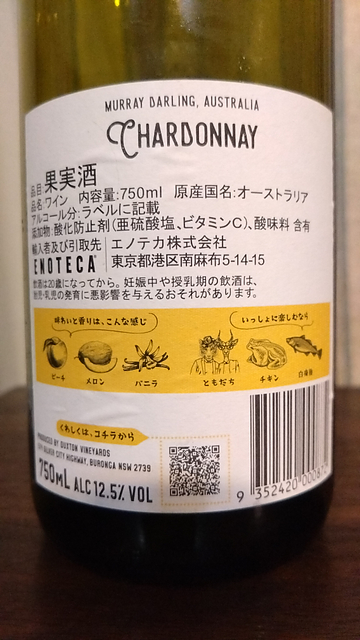 MURRAY DARLING, AUSTRALIA
CHARDONNAY
品目 果実酒
品名:ワイン 内容量:750ml 原産国名:オーストラリア
アルコール分:ラベルに記載
添加物:酸化防止剤(亜硫酸塩、ビタミンC)、酸味料 含有
輸入者及び引取先 エノテカ株式会社
ENOTECA 東京都港区南麻布5-14-15
飲酒は20歳になってから。妊娠中や授乳期の飲酒は、
胎児・乳児の発育に悪影響を与えるおそれがあります。
味わいと香りは、こんな感じ いっしょに楽しむなら
ピーチ メロン バニラ ともだち チキン 白身魚
くわしくは、コチラから
PRODUCED BY DUXTON VINEYARDS
CITY HIGHWAY, BURONGA NSW 2739
750ML ALC 12.5% VOL
9 352420 000